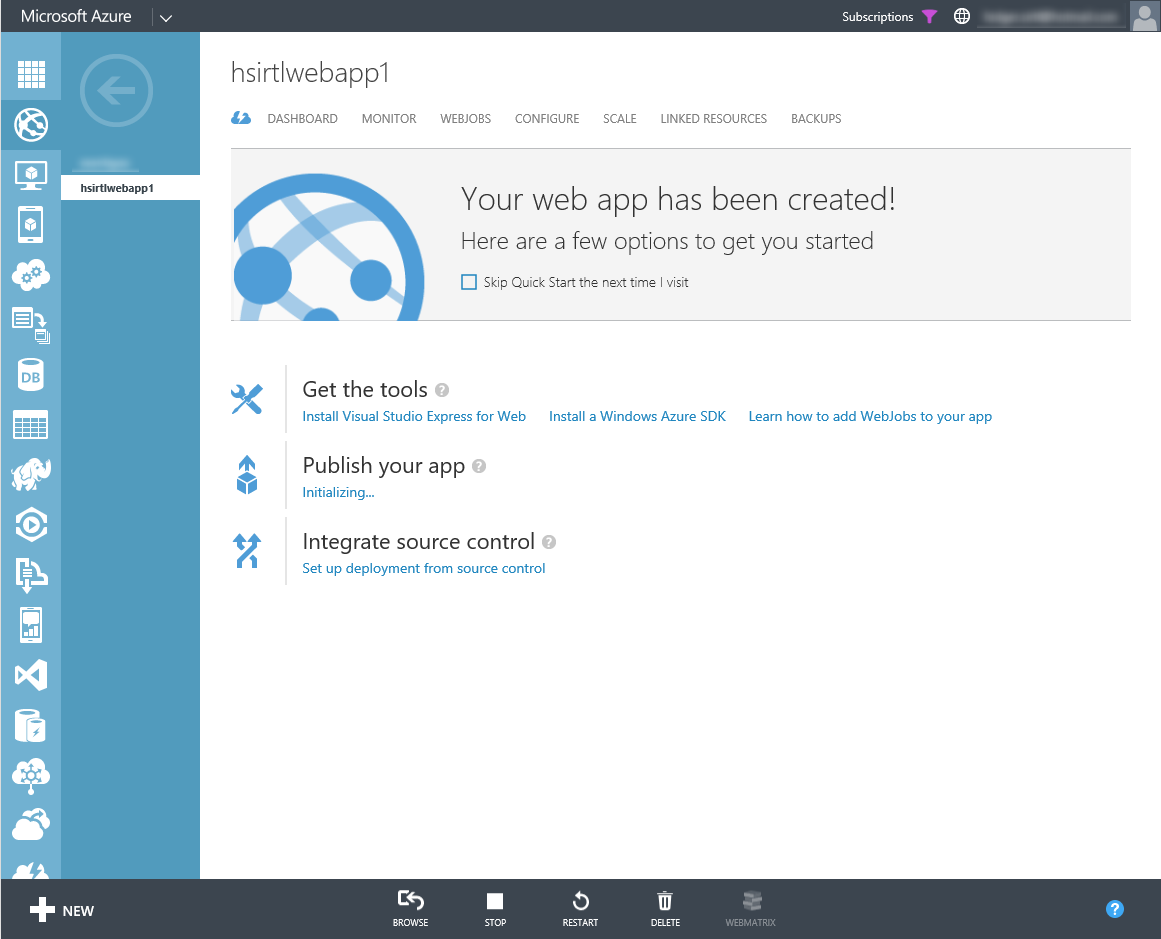 Microsoft Azure
Subscriptions
hsirtlwebapp1
hsirtlwebapp1
DASHBOARD MONITOR WEBJOBS CONFIGURE SCALE LINKED RESOURCES BACKUPS
Your web app has been created!
Here are a few options to get you started
Skip Quick Start the next time I visit
DB
Get the tools ?
Install Visual Studio Express for Web Install a Windows Azure SDK Learn how to add WebJobs to your app
Publish your app ?
Initializing...
Integrate source control ?
Set up deployment from source control
NEW
BROWSE STOP RESTART DELETE WEBMATRIX
?